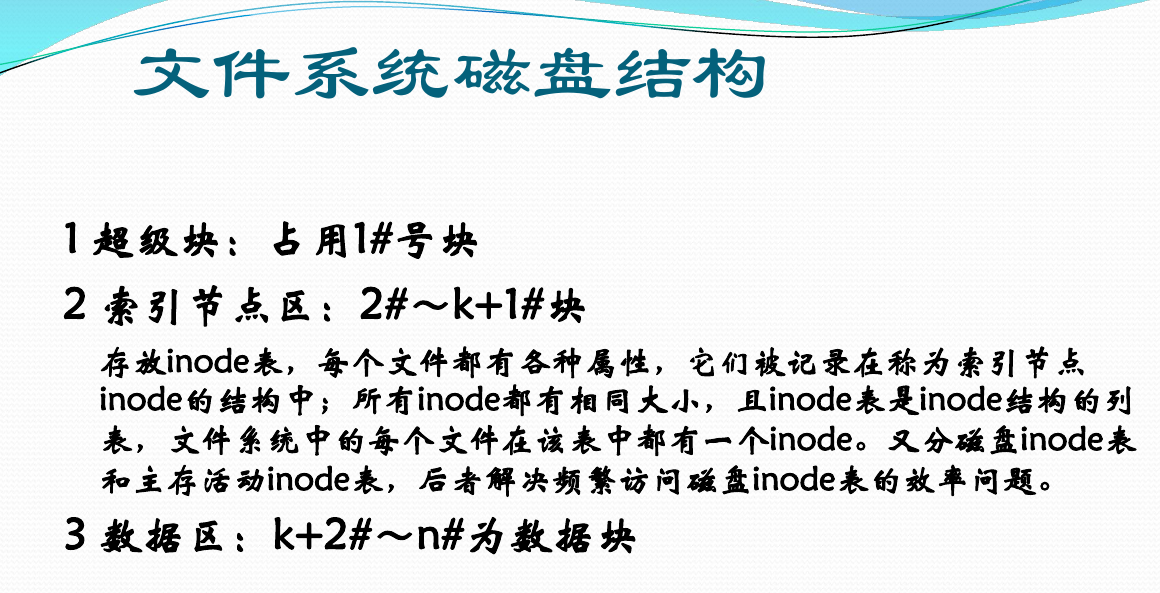 文件系统磁盘结构
1 超级块：占用1#号块
2 索引节点区：2#～k+1#块
存放inode表，每个文件都有各种属性，它们被记录在称为索引节点
inode的结构中；所有inode都有相同大小，且inode表是inode结构的列
表，文件系统中的每个文件在该表中都有一个inode。又分磁盘inode表
和主存活动inode表，后者解决频繁访问磁盘inode表的效率问题。
3 数据区：k+2#～n#为数据块